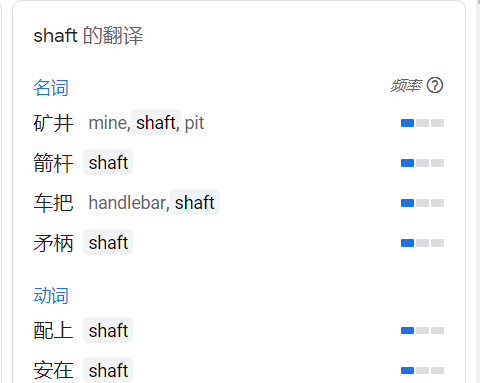 shaft 的翻译
名词 频率
矿井 mine, shaft, pit
箭杆 shaft
车把 handlebar, shaft
矛柄 shaft
动词
配上 shaft
安在 shaft